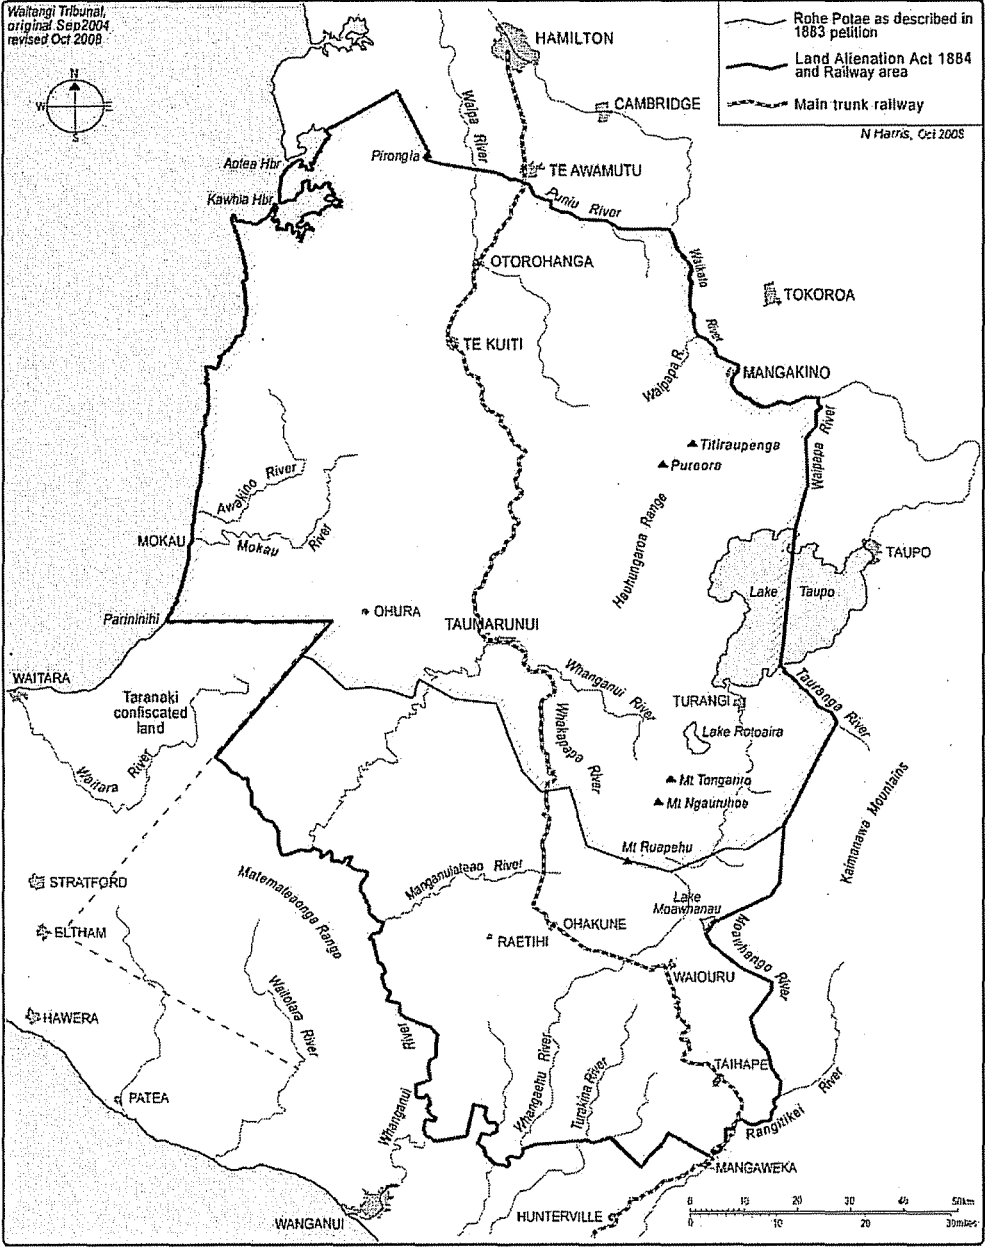 Waitangi Tribunal,
original Sep2004
revised Oct 2008
N
W
E
S
Rohe Potae as described in
1883 petition
Land Alienation Act 1884
and Railway area
Main trunk railway
N Harris, Oct 2008
HAMILTON
CAMBRIDGE
Waipa River
Aotea Hbr
Pirongia
TE AWAMUTU
Kawhia Hbr
Puniu River
OTOROHANGA
Waikato River
TOKOROA
TE KUITI
Waipapa R.
MANGAKINO
Waipapa River
Titiraupenga
Pureora
Awakino River
Hauhungaroa Range
MOKAU
Mokau River
TAUPO
Lake Taupo
Parininihi
OHURA
TAUMARUNUI
WAITARA
Taranaki
confiscated
land
Whanganui River
Tauranga River
TURANGI
Whakapapa River
Lake Rotoaira
Waitara River
Mt Tongariro
Mt Ngauruhoe
Kaimanawa Mountains
Mt Ruapehu
STRATFORD
Matemateaonga Range
Manganuiateao River
Lake
Moawhanau
ELTHAM
OHAKUNE
RAETIHI
Moawhango River
WAIOURU
Waitotara River
HAWERA
Whanganui River
Whangaehu River
Turakina River
TAIHAPE
PATEA
Rangitikei River
MANGAWEKA
WANGANUI
HUNTERVILLE
0 10 20 30 40 50km
0 10 20 30miles